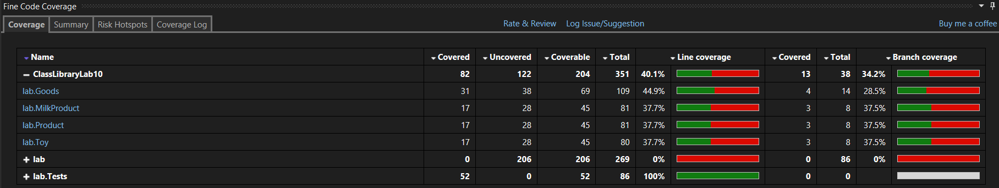 Fine Code Coverage
Coverage Summary Risk Hotspots Coverage Log Rate & Review Log Issue/Suggestion Buy me a coffee
Name Covered Uncovered Coverable Total Line coverage Covered Total Branch coverage
ClassLibraryLab10 82 122 204 351 40.1% 13 38 34.2%
lab.Goods 31 38 69 109 44.9% 4 14 28.5%
lab.MilkProduct 17 28 45 81 37.7% 3 8 37.5%
lab.Product 17 28 45 81 37.7% 3 8 37.5%
lab.Toy 17 28 45 80 37.7% 3 8 37.5%
lab 0 206 206 269 0% 0 86 0%
lab.Tests 52 0 52 86 100% 0 0